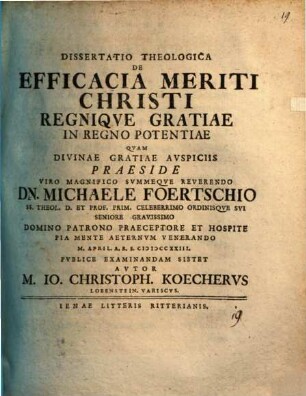 19
DISSERTATIO THEOLOGICA
DE
EFFICACIA MERITI
CHRISTI
REGNIQVE GRATIAE
IN REGNO POTENTIAE
QVAM
DIVINAE GRATIAE AVSPICIIS
PRAESIDE
VIRO MAGNIFICO SVMMEQVE REVERENDO
DN. MICHAELE FOERTSCHIO
SS. THEOL. D. ET PROF. PRIM. CELEBERRIMO ORDINISQVE SVI
SENIORE GRAVISSIMO
DOMINO PATRONO PRAECEPTORE ET HOSPITE
PIA MENTE AETERNVM VENERANDO
M. APRIL. A. R. S. CIƆIƆCCXXIII.
PVBLICE EXAMINANDAM SISTET
AVTOR
M. IO. CHRISTOPH. KOECHERVS
LOBENSTEIN. VARISCVS.
IENAE LITTERIS RITTERIANIS.